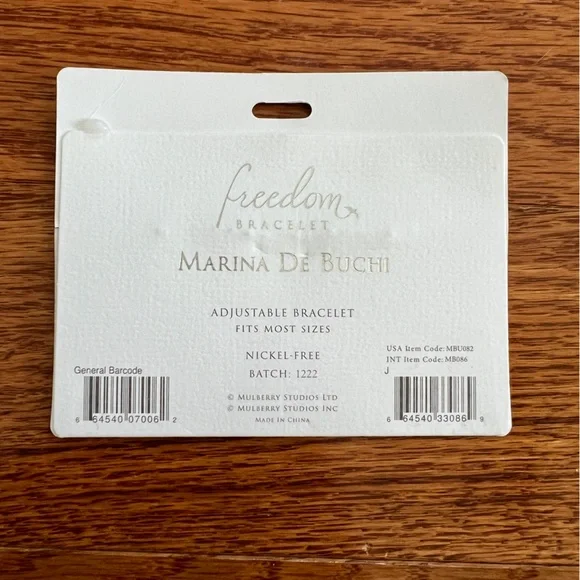 freedom
BRACELET
MARINA DE BUCHI
ADJUSTABLE BRACELET
FITS MOST SIZES
NICKEL-FREE
BATCH: 1222
© MULBERRY STUDIOS LTD
© MULBERRY STUDIOS INC
MADE IN CHINA
General Barcode
6 64540 07006 2
USA Item Code: MBU082
INT Item Code: MB086
J
6 64540 33086 9